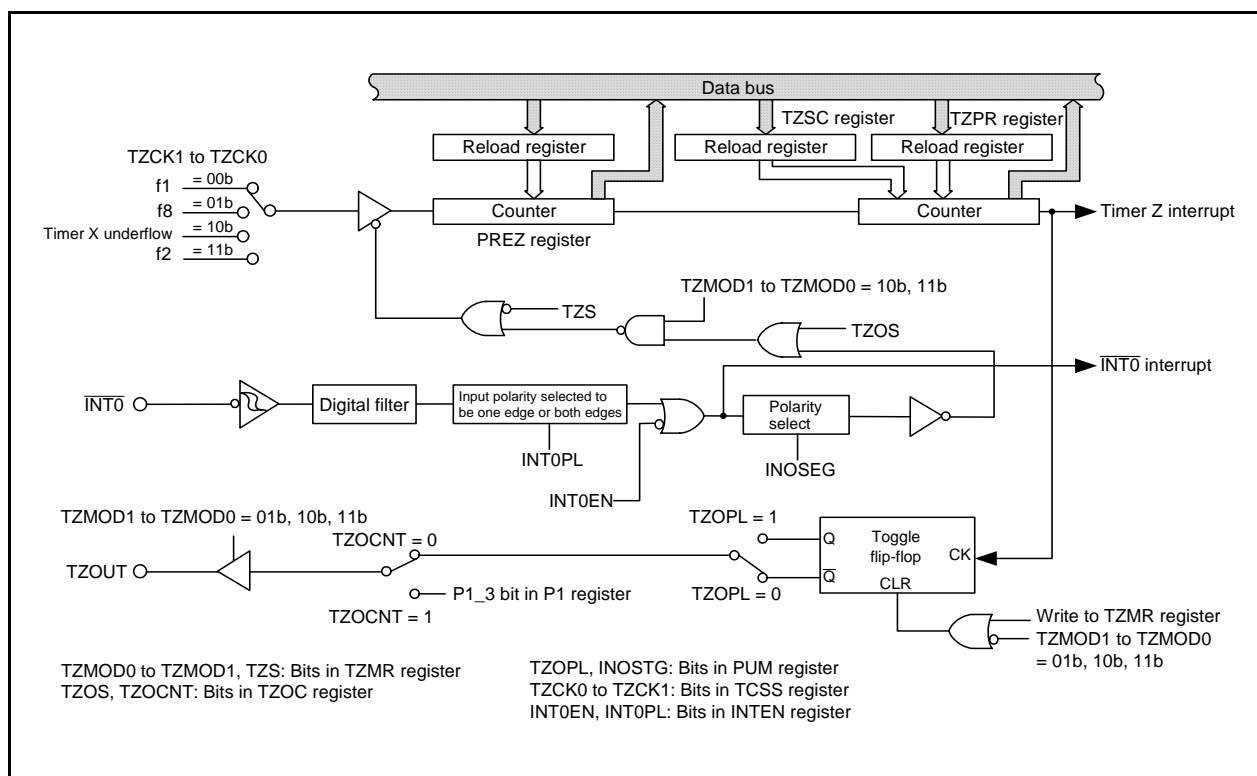 Data bus
TZSC register
TZPR register
Reload register
Reload register
Reload register
TZCK1 to TZCK0
f1
= 00b
f8
= 01b
Timer X underflow
= 10b
f2
= 11b
Counter
Counter
Timer Z interrupt
PREZ register
TZMOD1 to TZMOD0 = 10b, 11b
TZS
TZOS
INT0 interrupt
INT0
Digital filter
Input polarity selected to
be one edge or both edges
Polarity
select
INT0PL
INOSEG
INT0EN
TZMOD1 to TZMOD0 = 01b, 10b, 11b
TZOCNT = 0
TZOPL = 1
Q
Toggle
flip-flop
CK
TZOUT
Q
CLR
P1_3 bit in P1 register
TZOPL = 0
TZOCNT = 1
Write to TZMR register
TZMOD1 to TZMOD0
= 01b, 10b, 11b
TZMOD0 to TZMOD1, TZS: Bits in TZMR register
TZOS, TZOCNT: Bits in TZOC register
TZOPL, INOSTG: Bits in PUM register
TZCK0 to TZCK1: Bits in TCSS register
INT0EN, INT0PL: Bits in INTEN register